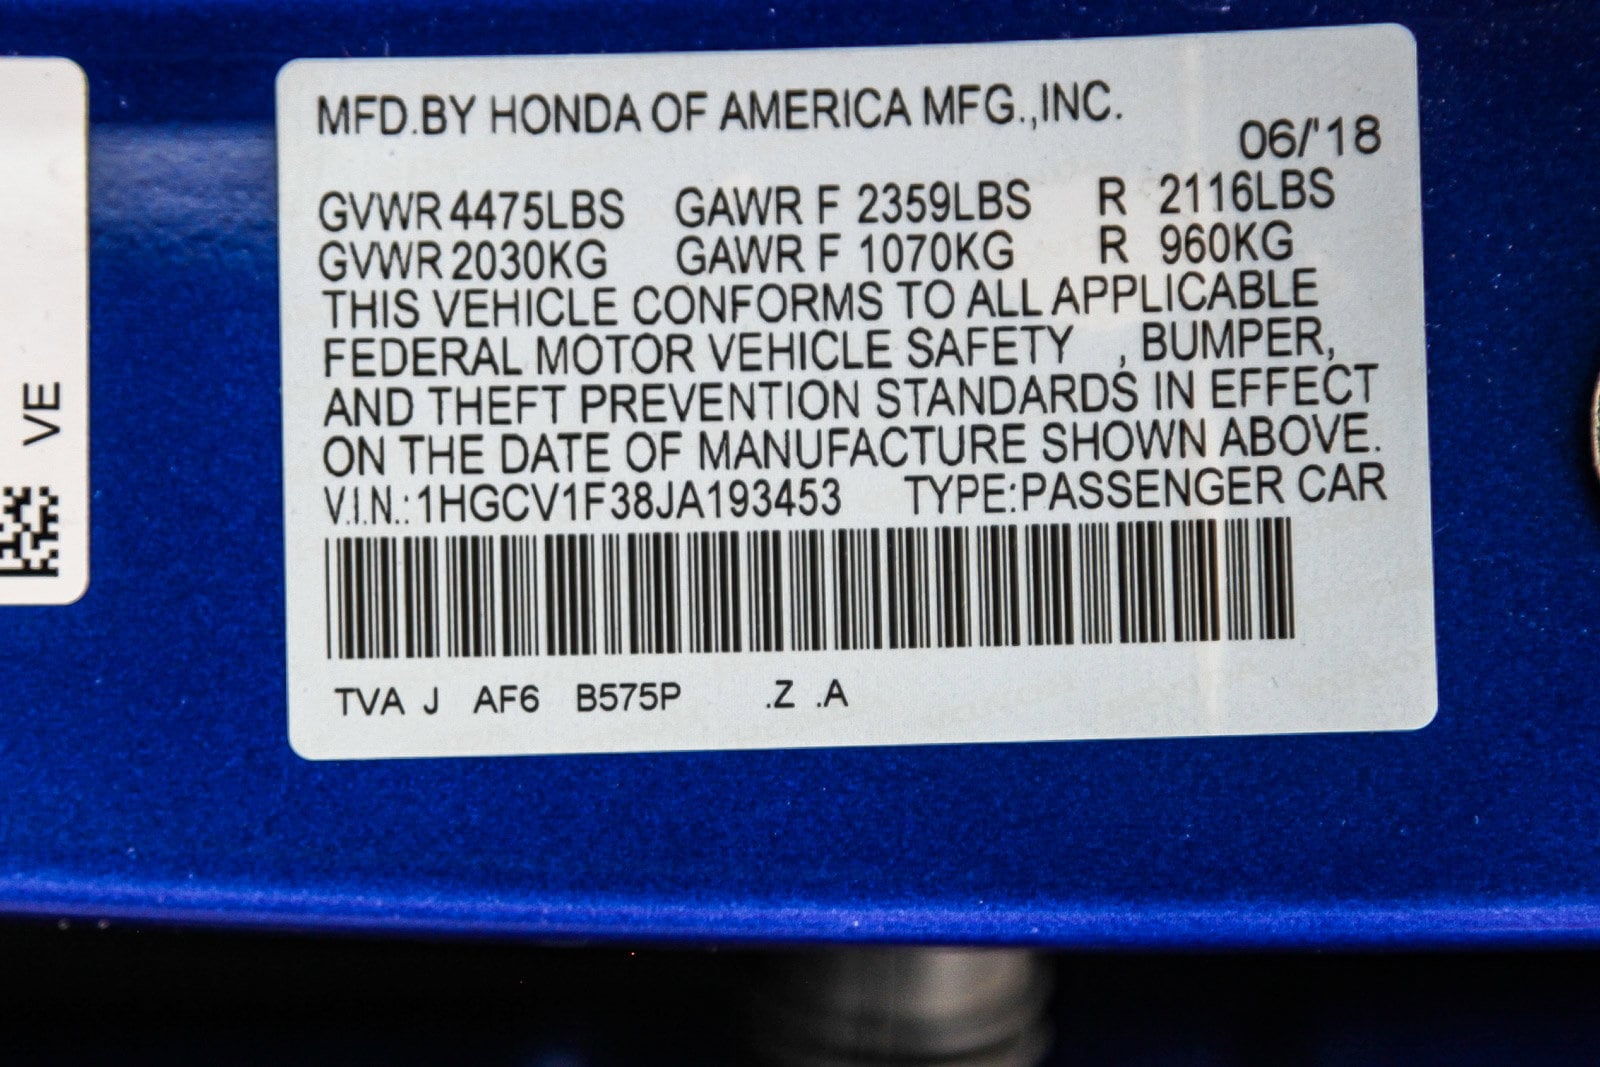 MFD.BY HONDA OF AMERICA MFG.,INC.
06/'18
GVWR 4475LBS GAWR F 2359LBS R 2116LBS
GVWR 2030KG GAWR F 1070KG R 960KG
THIS VEHICLE CONFORMS TO ALL APPLICABLE
FEDERAL MOTOR VEHICLE SAFETY , BUMPER,
AND THEFT PREVENTION STANDARDS IN EFFECT
ON THE DATE OF MANUFACTURE SHOWN ABOVE.
V.I.N.: 1HGCV1F38JA193453 TYPE:PASSENGER CAR
TVA J AF6 B575P .Z .A
VE